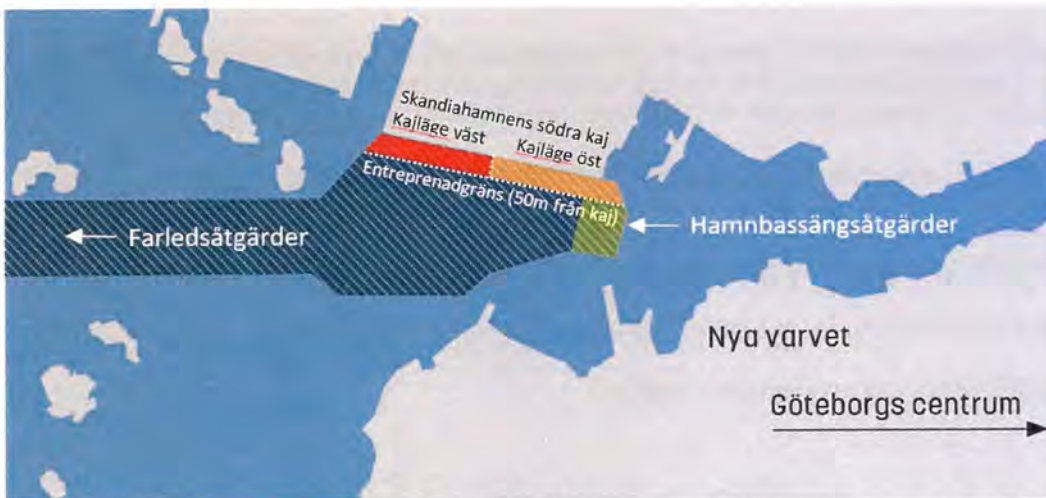 Skandiahamnens södra kaj
Kajläge väst
Kajläge öst
Entreprenadgräns (50m från kaj)
Farledsåtgärder
Hamnbassängsåtgärder
Nya varvet
Göteborgs centrum